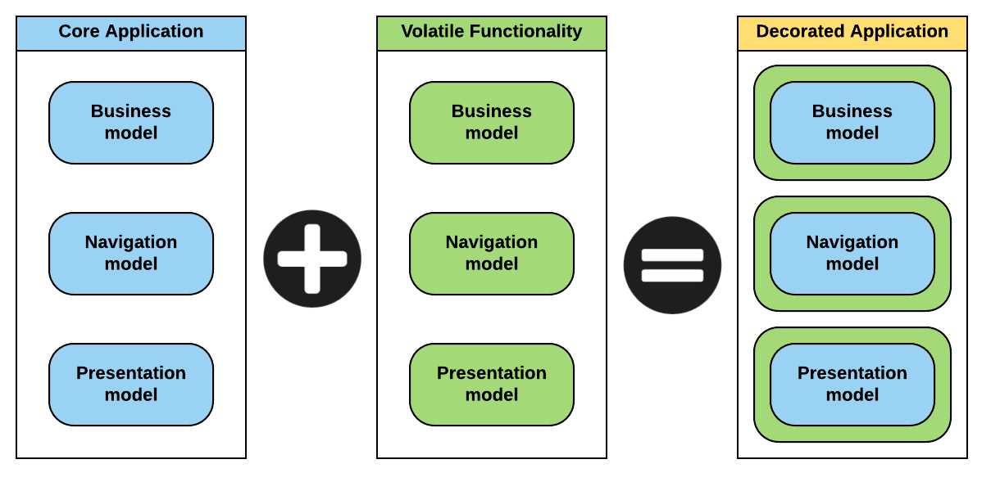 Core Application
Business
model
Navigation
model
Presentation
model
Volatile Functionality
Business
model
Navigation
model
Presentation
model
Decorated Application
Business
model
Navigation
model
Presentation
model